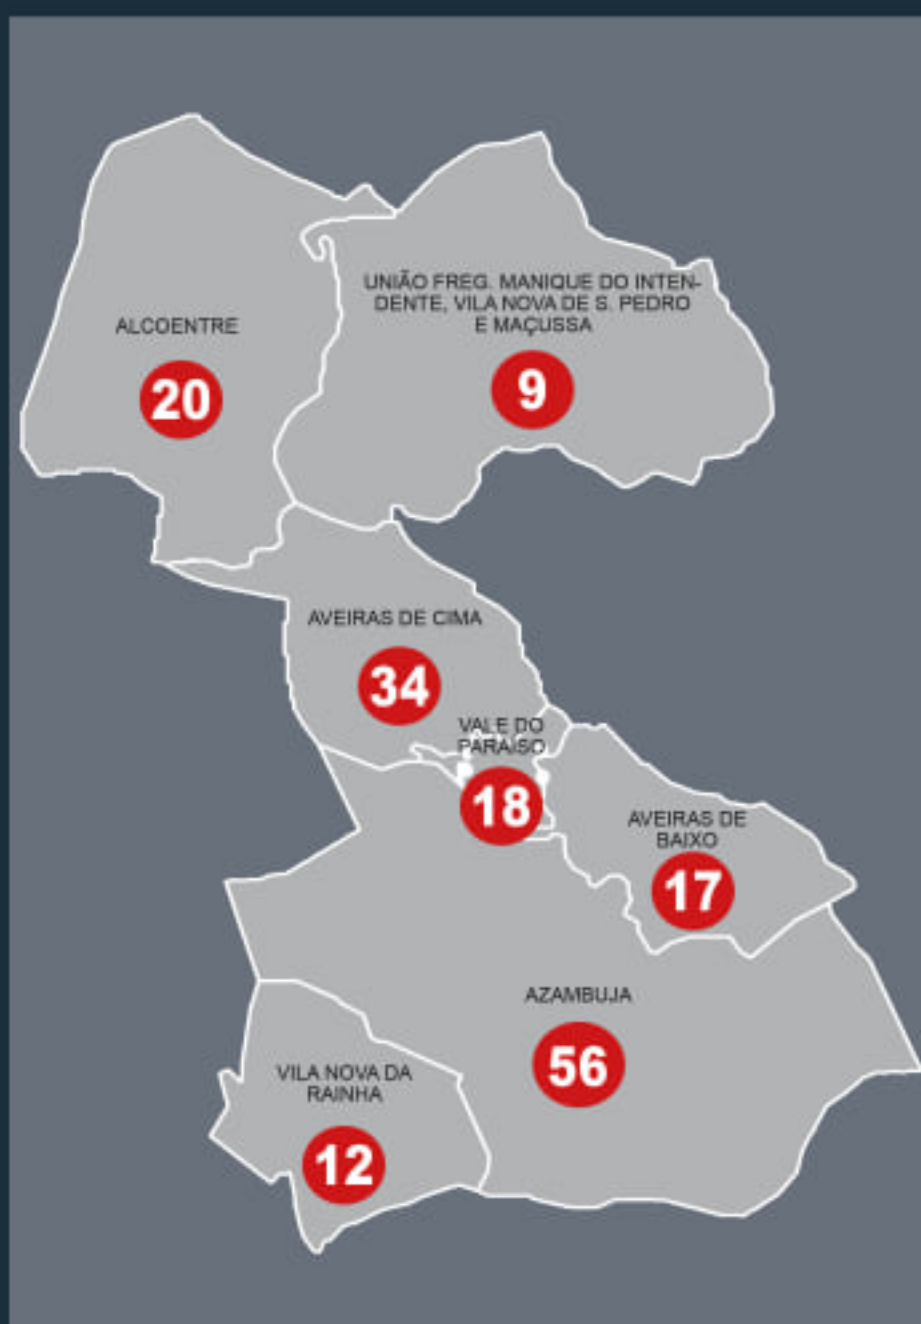 UNIÃO FREG. MANIQUE DO INTEN-
DENTE, VILA NOVA DE S. PEDRO
E MAÇUSSA
9
ALCOENTRE
20
AVEIRAS DE CIMA
34
VALE DO
PARAÍSO
18
AVEIRAS DE
BAIXO
17
AZAMBUJA
56
VILA NOVA DA
RAINHA
12